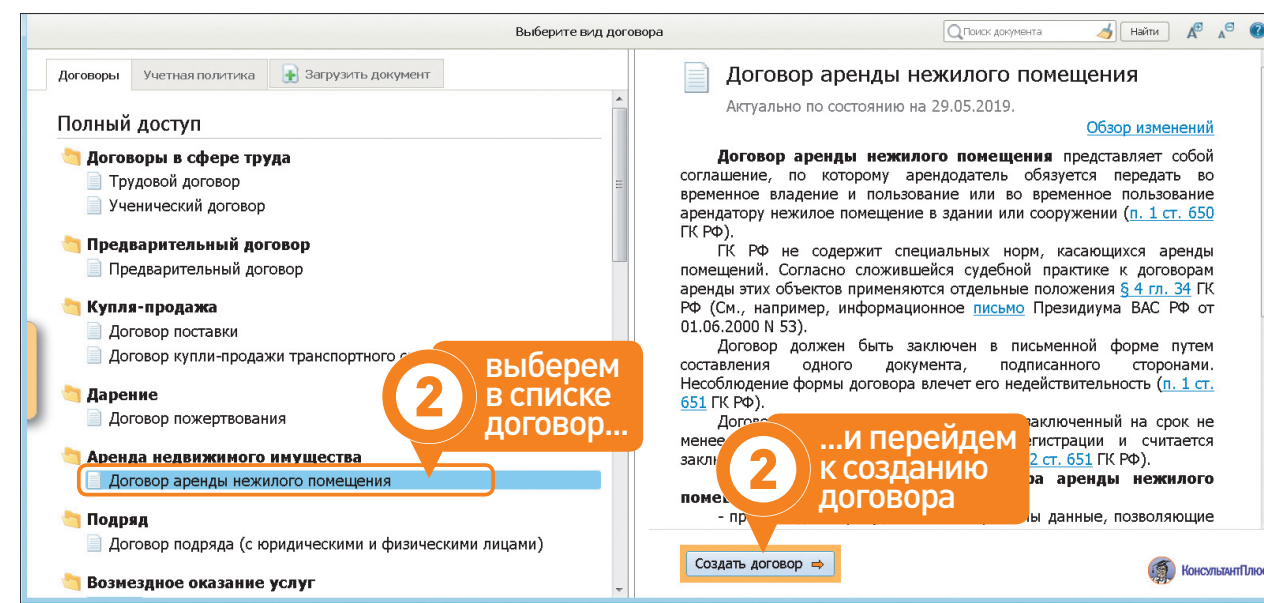 Выберите вид договора
Поиск документа
Найти
Договоры
Учетная политика
Загрузить документ
Полный доступ
Договоры в сфере труда
Трудовой договор
Ученический договор
Предварительный договор
Предварительный договор
Купля-продажа
Договор поставки
Договор купли-продажи транспортного
Дарение
Договор пожертвования
Аренда недвижимого имущества
Договор аренды нежилого помещения
Подряд
Договор подряда (с юридическими и физическими лицами)
Возмездное оказание услуг
2
выберем
в списке
договор...
Договор аренды нежилого помещения
Актуально по состоянию на 29.05.2019.
Обзор изменений
Договор аренды нежилого помещения представляет собой
соглашение, по которому арендодатель обязуется передать во
временное владение и пользование или во временное пользование
арендатору нежилое помещение в здании или сооружении (п. 1 ст. 650
ГК РФ).
ГК РФ не содержит специальных норм, касающихся аренды
помещений. Согласно сложившейся судебной практике к договорам
аренды этих объектов применяются отдельные положения § 4 гл. 34 ГК
РФ (См., например, информационное письмо Президиума ВАС РФ от
01.06.2000 N 53).
Договор должен быть заключен в письменной форме путем
составления одного документа, подписанного сторонами.
Несоблюдение формы договора влечет его недействительность (п. 1 ст.
651 ГК РФ).
заключенный на срок не
менее и считается
2 ст. 651 ГК РФ).
аренды нежилого
данные, позволяющие
2
...и перейдем
к созданию
договора
Создать договор
КонсультантПлюс